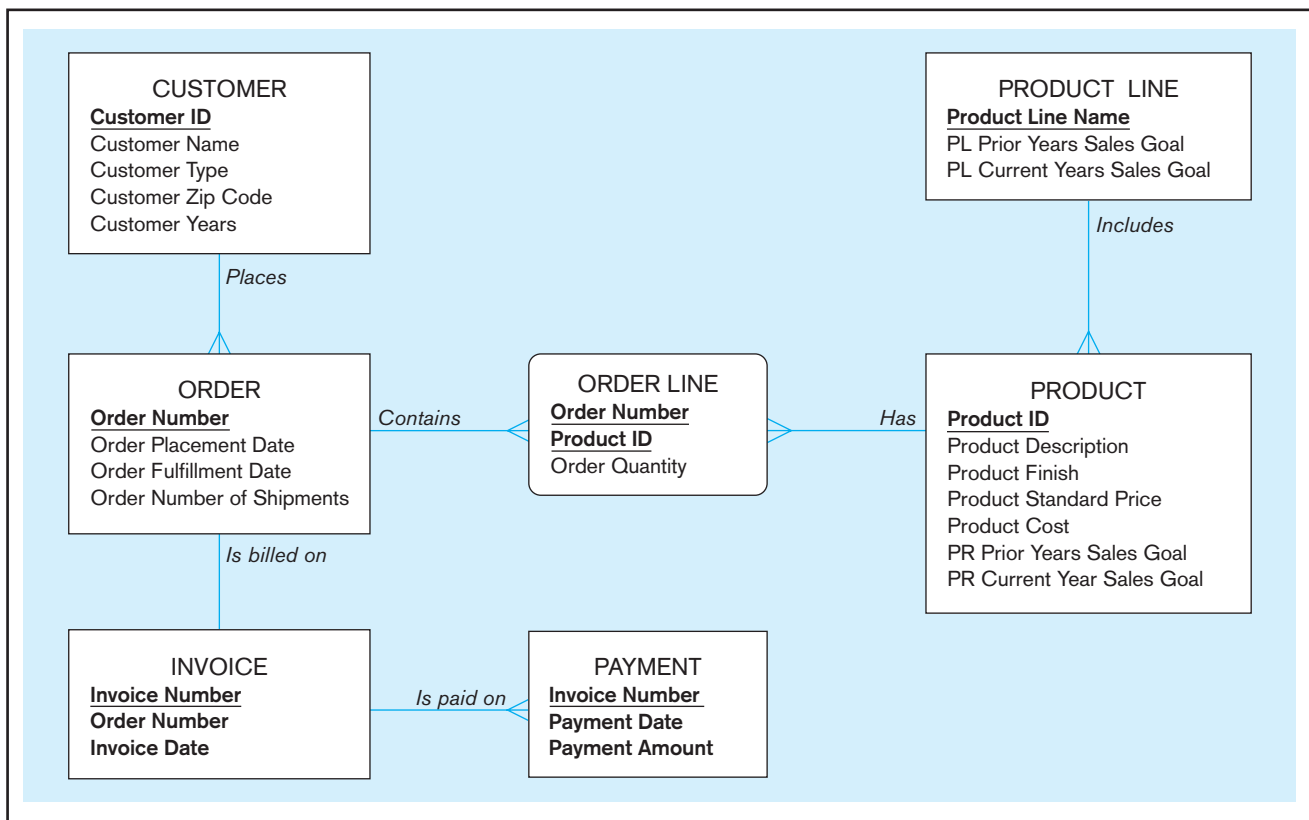 CUSTOMER
Customer ID
Customer Name
Customer Type
Customer Zip Code
Customer Years
PRODUCT LINE
Product Line Name
PL Prior Years Sales Goal
PL Current Years Sales Goal
Places
Includes
ORDER
Order Number
Order Placement Date
Order Fulfillment Date
Order Number of Shipments
Contains
ORDER LINE
Order Number
Product ID
Order Quantity
Has
PRODUCT
Product ID
Product Description
Product Finish
Product Standard Price
Product Cost
PR Prior Years Sales Goal
PR Current Year Sales Goal
Is billed on
INVOICE
Invoice Number
Order Number
Invoice Date
Is paid on
PAYMENT
Invoice Number
Payment Date
Payment Amount